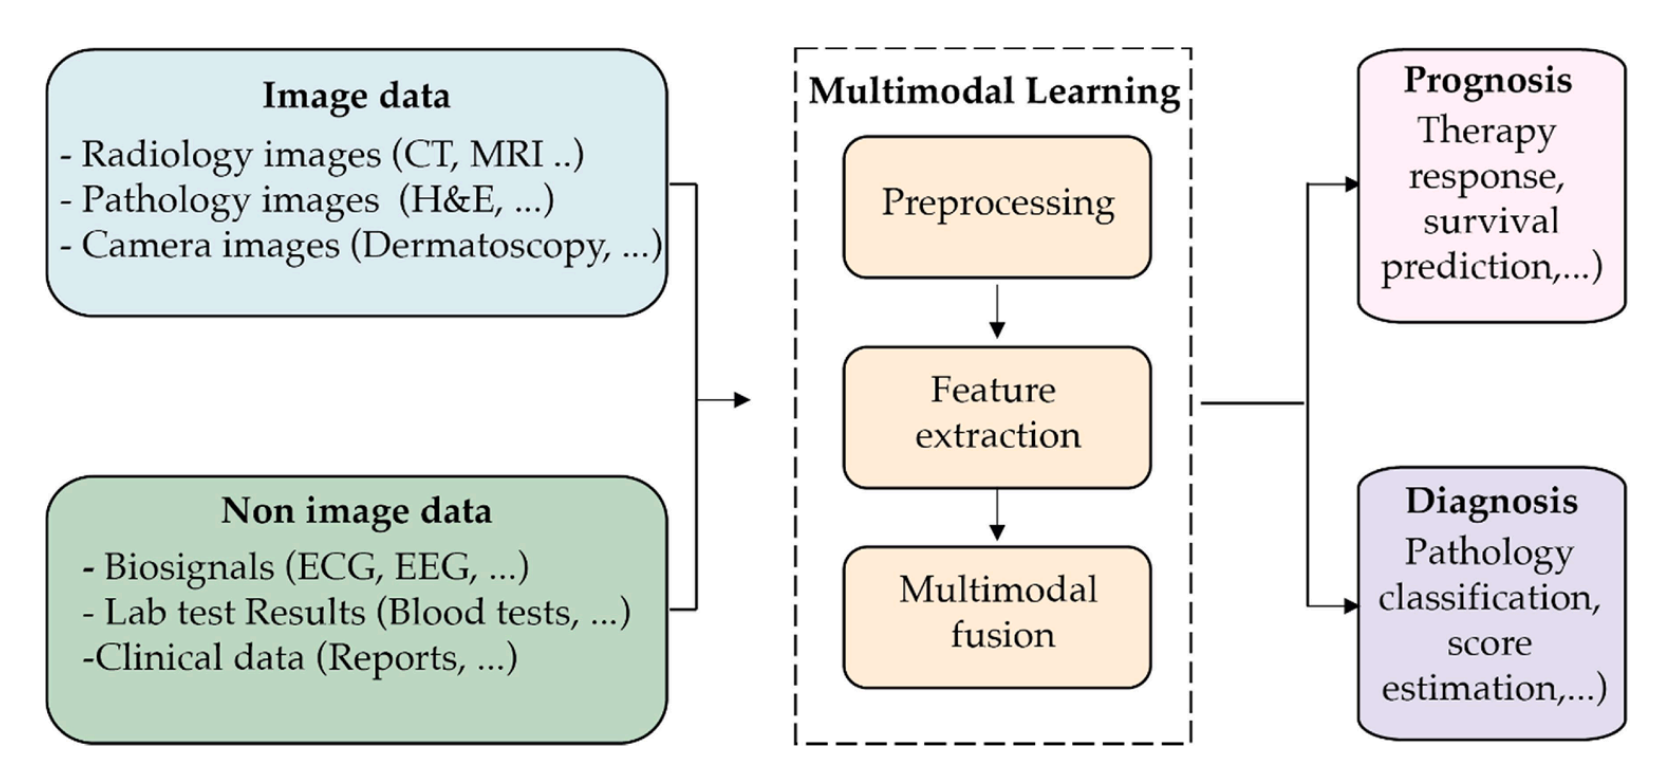 Image data
- Radiology images (CT, MRI ..)
- Pathology images (H&E, ...)
- Camera images (Dermatoscopy, ...)
Non image data
- Biosignals (ECG, EEG, ...)
- Lab test Results (Blood tests, ...)
-Clinical data (Reports, ...)
Multimodal Learning
Preprocessing
Feature
extraction
Multimodal
fusion
Prognosis
Therapy
response,
survival
prediction,...)
Diagnosis
Pathology
classification,
score
estimation,...)